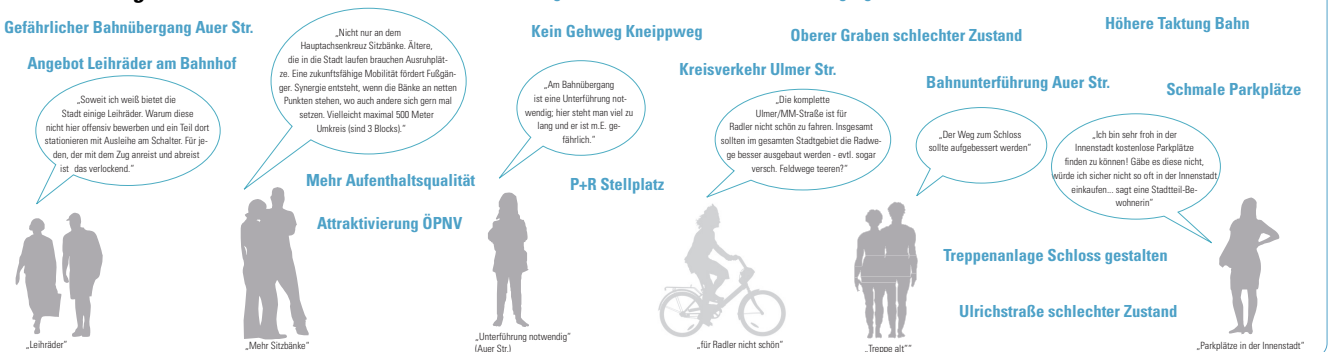 Gefährlicher Bahnübergang Auer Str.
Angebot Leihräder am Bahnhof
„Soweit ich weiß bietet die
Stadt einige Leihräder. Warum diese
nicht hier offensiv bewerben und ein Teil dort
stationieren mit Ausleihe am Schalter. Für je-
den, der mit dem Zug anreist und abreist
ist das verlockend."
„Leihräder"
„Nicht nur an dem
Hauptachsenkreuz Sitzbänke. Ältere,
die in die Stadt laufen brauchen Ausruhplät-
ze. Eine zukunftsfähige Mobilität fördert Fußgän-
ger. Synergie entsteht, wenn die Bänke an netten
Punkten stehen, wo auch andere sich gern mal
setzen. Vielleicht maximal 500 Meter
Umkreis (sind 3 Blocks)."
Mehr Aufenthaltsqualität
Attraktivierung ÖPNV
„Mehr Sitzbänke"
Kein Gehweg Kneippweg
„Am Bahnübergang
ist eine Unterführung not-
wendig; hier steht man viel zu
lang und er ist m.E. ge-
fährlich."
P+R Stellplatz
„Unterführung notwendig"
(Auer Str.)
Oberer Graben schlechter Zustand
Kreisverkehr Ulmer Str.
„Die komplette
Ulmer/MM-Straße ist für
Radler nicht schön zu fahren. Insgesamt
sollten im gesamten Stadtgebiet die Radwe-
ge besser ausgebaut werden - evtl. sogar
versch. Feldwege teeren?"
„für Radler nicht schön"
Bahnunterführung Auer Str.
„Der Weg zum Schloss
sollte aufgebessert werden"
„Treppe alt""
Höhere Taktung Bahn
Schmale Parkplätze
„Ich bin sehr froh in der
Innenstadt kostenlose Parkplätze
finden zu können! Gäbe es diese nicht,
würde ich sicher nicht so oft in der Innenstadt
einkaufen... sagt eine Stadtteil-Be-
wohnerin"
Treppenanlage Schloss gestalten
Ulrichstraße schlechter Zustand
„Parkplätze in der Innenstadt"